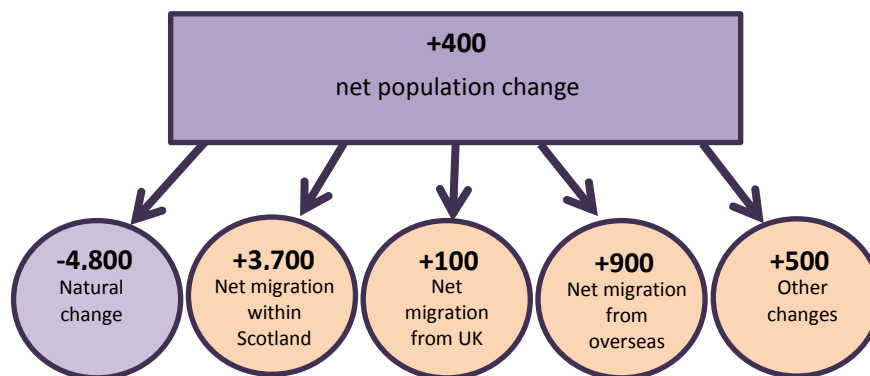 +400
net population change
-4,800
Natural
change
+3,700
Net migration
within
Scotland
+100
Net
migration
from UK
+900
Net migration
from
overseas
+500
Other
changes